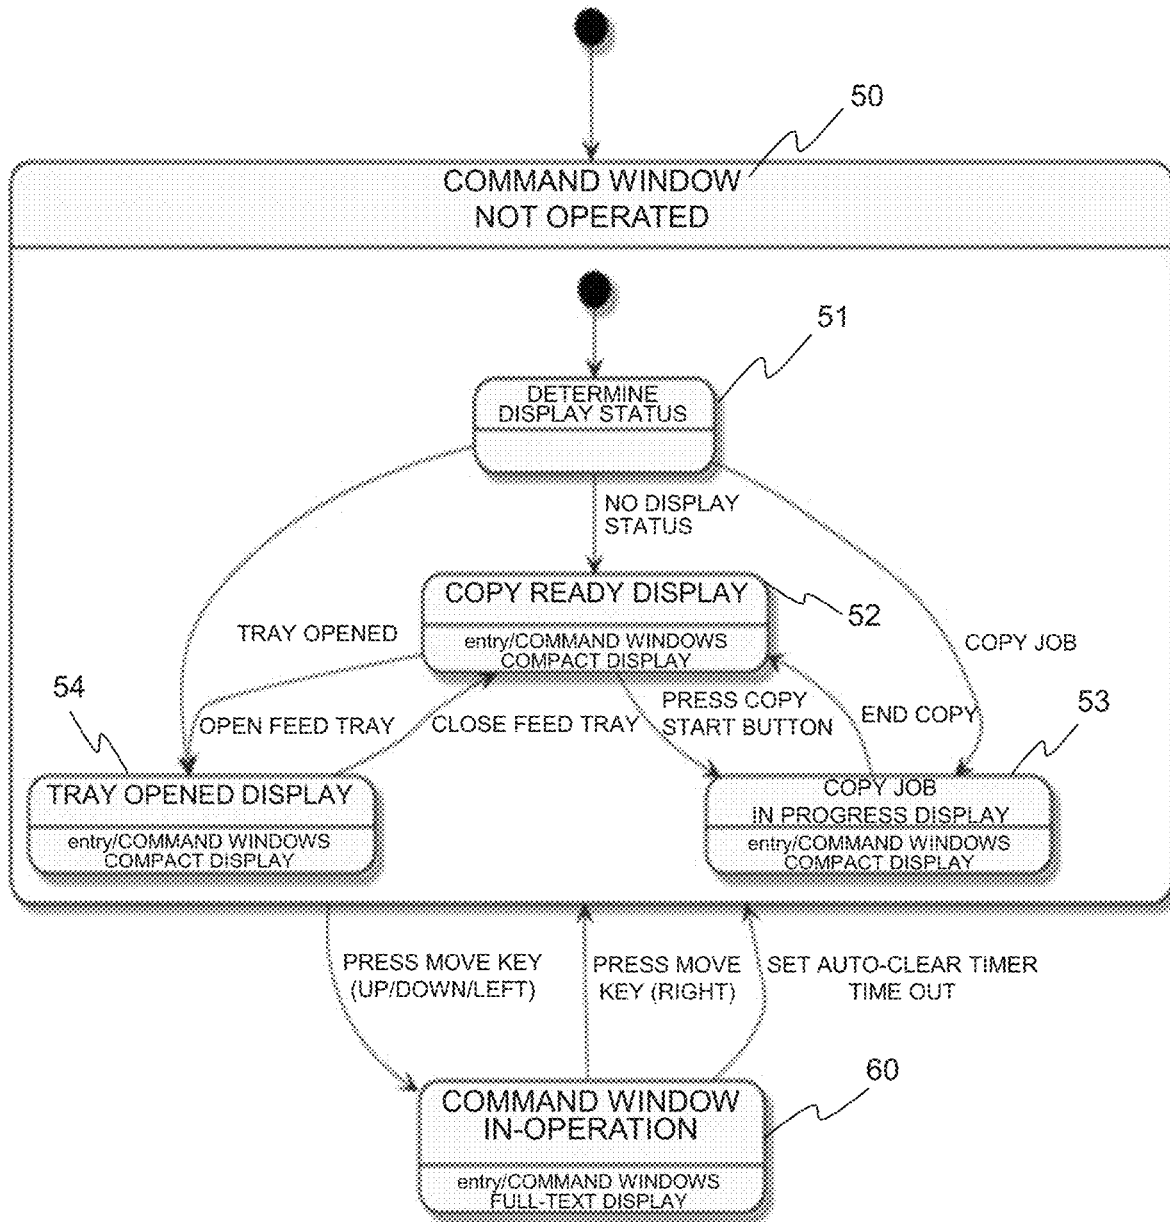 50
COMMAND WINDOW
NOT OPERATED
51
DETERMINE
DISPLAY STATUS
NO DISPLAY
STATUS
COPY READY DISPLAY
52
entry/COMMAND WINDOWS
COMPACT DISPLAY
TRAY OPENED
COPY JOB
54
OPEN FEED TRAY
CLOSE FEED TRAY
PRESS COPY
START BUTTON
END COPY
53
TRAY OPENED DISPLAY
entry/COMMAND WINDOWS
COMPACT DISPLAY
COPY JOB
IN PROGRESS DISPLAY
entry/COMMAND WINDOWS
COMPACT DISPLAY
PRESS MOVE KEY
(UP/DOWN/LEFT)
PRESS MOVE
KEY (RIGHT)
SET AUTO-CLEAR TIMER
TIME OUT
60
COMMAND WINDOW
IN-OPERATION
entry/COMMAND WINDOWS
FULL-TEXT DISPLAY